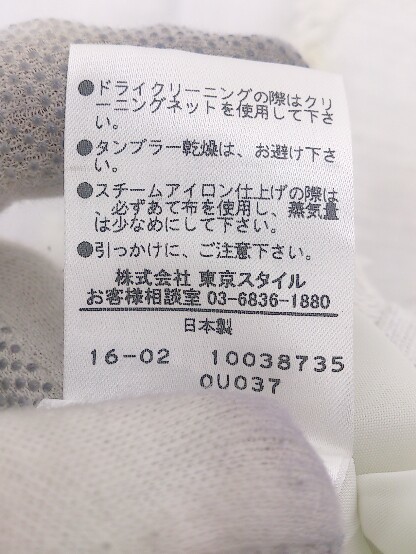 ●ドライクリーニングの際はクリ
ーニングネットを使用して下さ
い。
●タンブラー乾燥は、お避け下さ
い。
●スチームアイロン仕上げの際は
、必ずあて布を使用し、蒸気量
は少なめにして下さい。
●引っかけに、ご注意下さい。
株式会社 東京スタイル
お客様相談室 03-6836-1880
日本製
16-02 10038735
0U037